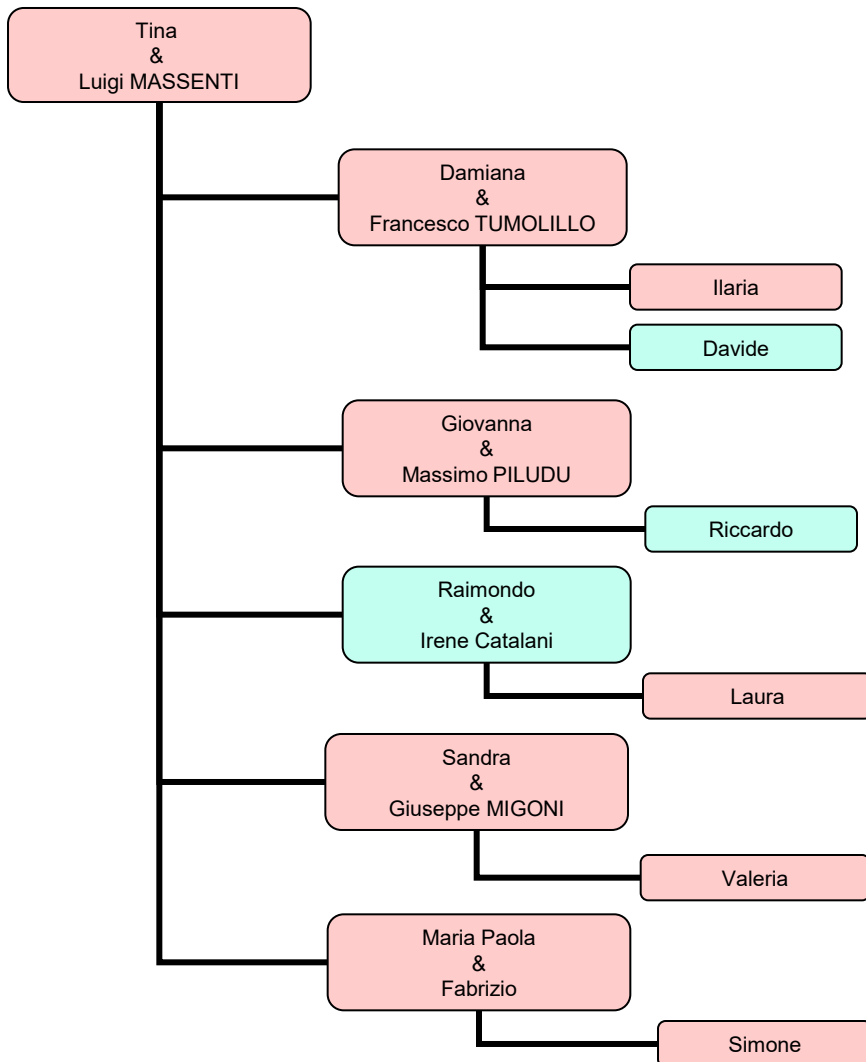 Tina
&
Luigi MASSENTI
Damiana
&
Francesco TUMOLILLO
Ilaria
Davide
Giovanna
&
Massimo PILUDU
Riccardo
Raimondo
&
Irene Catalani
Laura
Sandra
&
Giuseppe MIGONI
Valeria
Maria Paola
&
Fabrizio
Simone